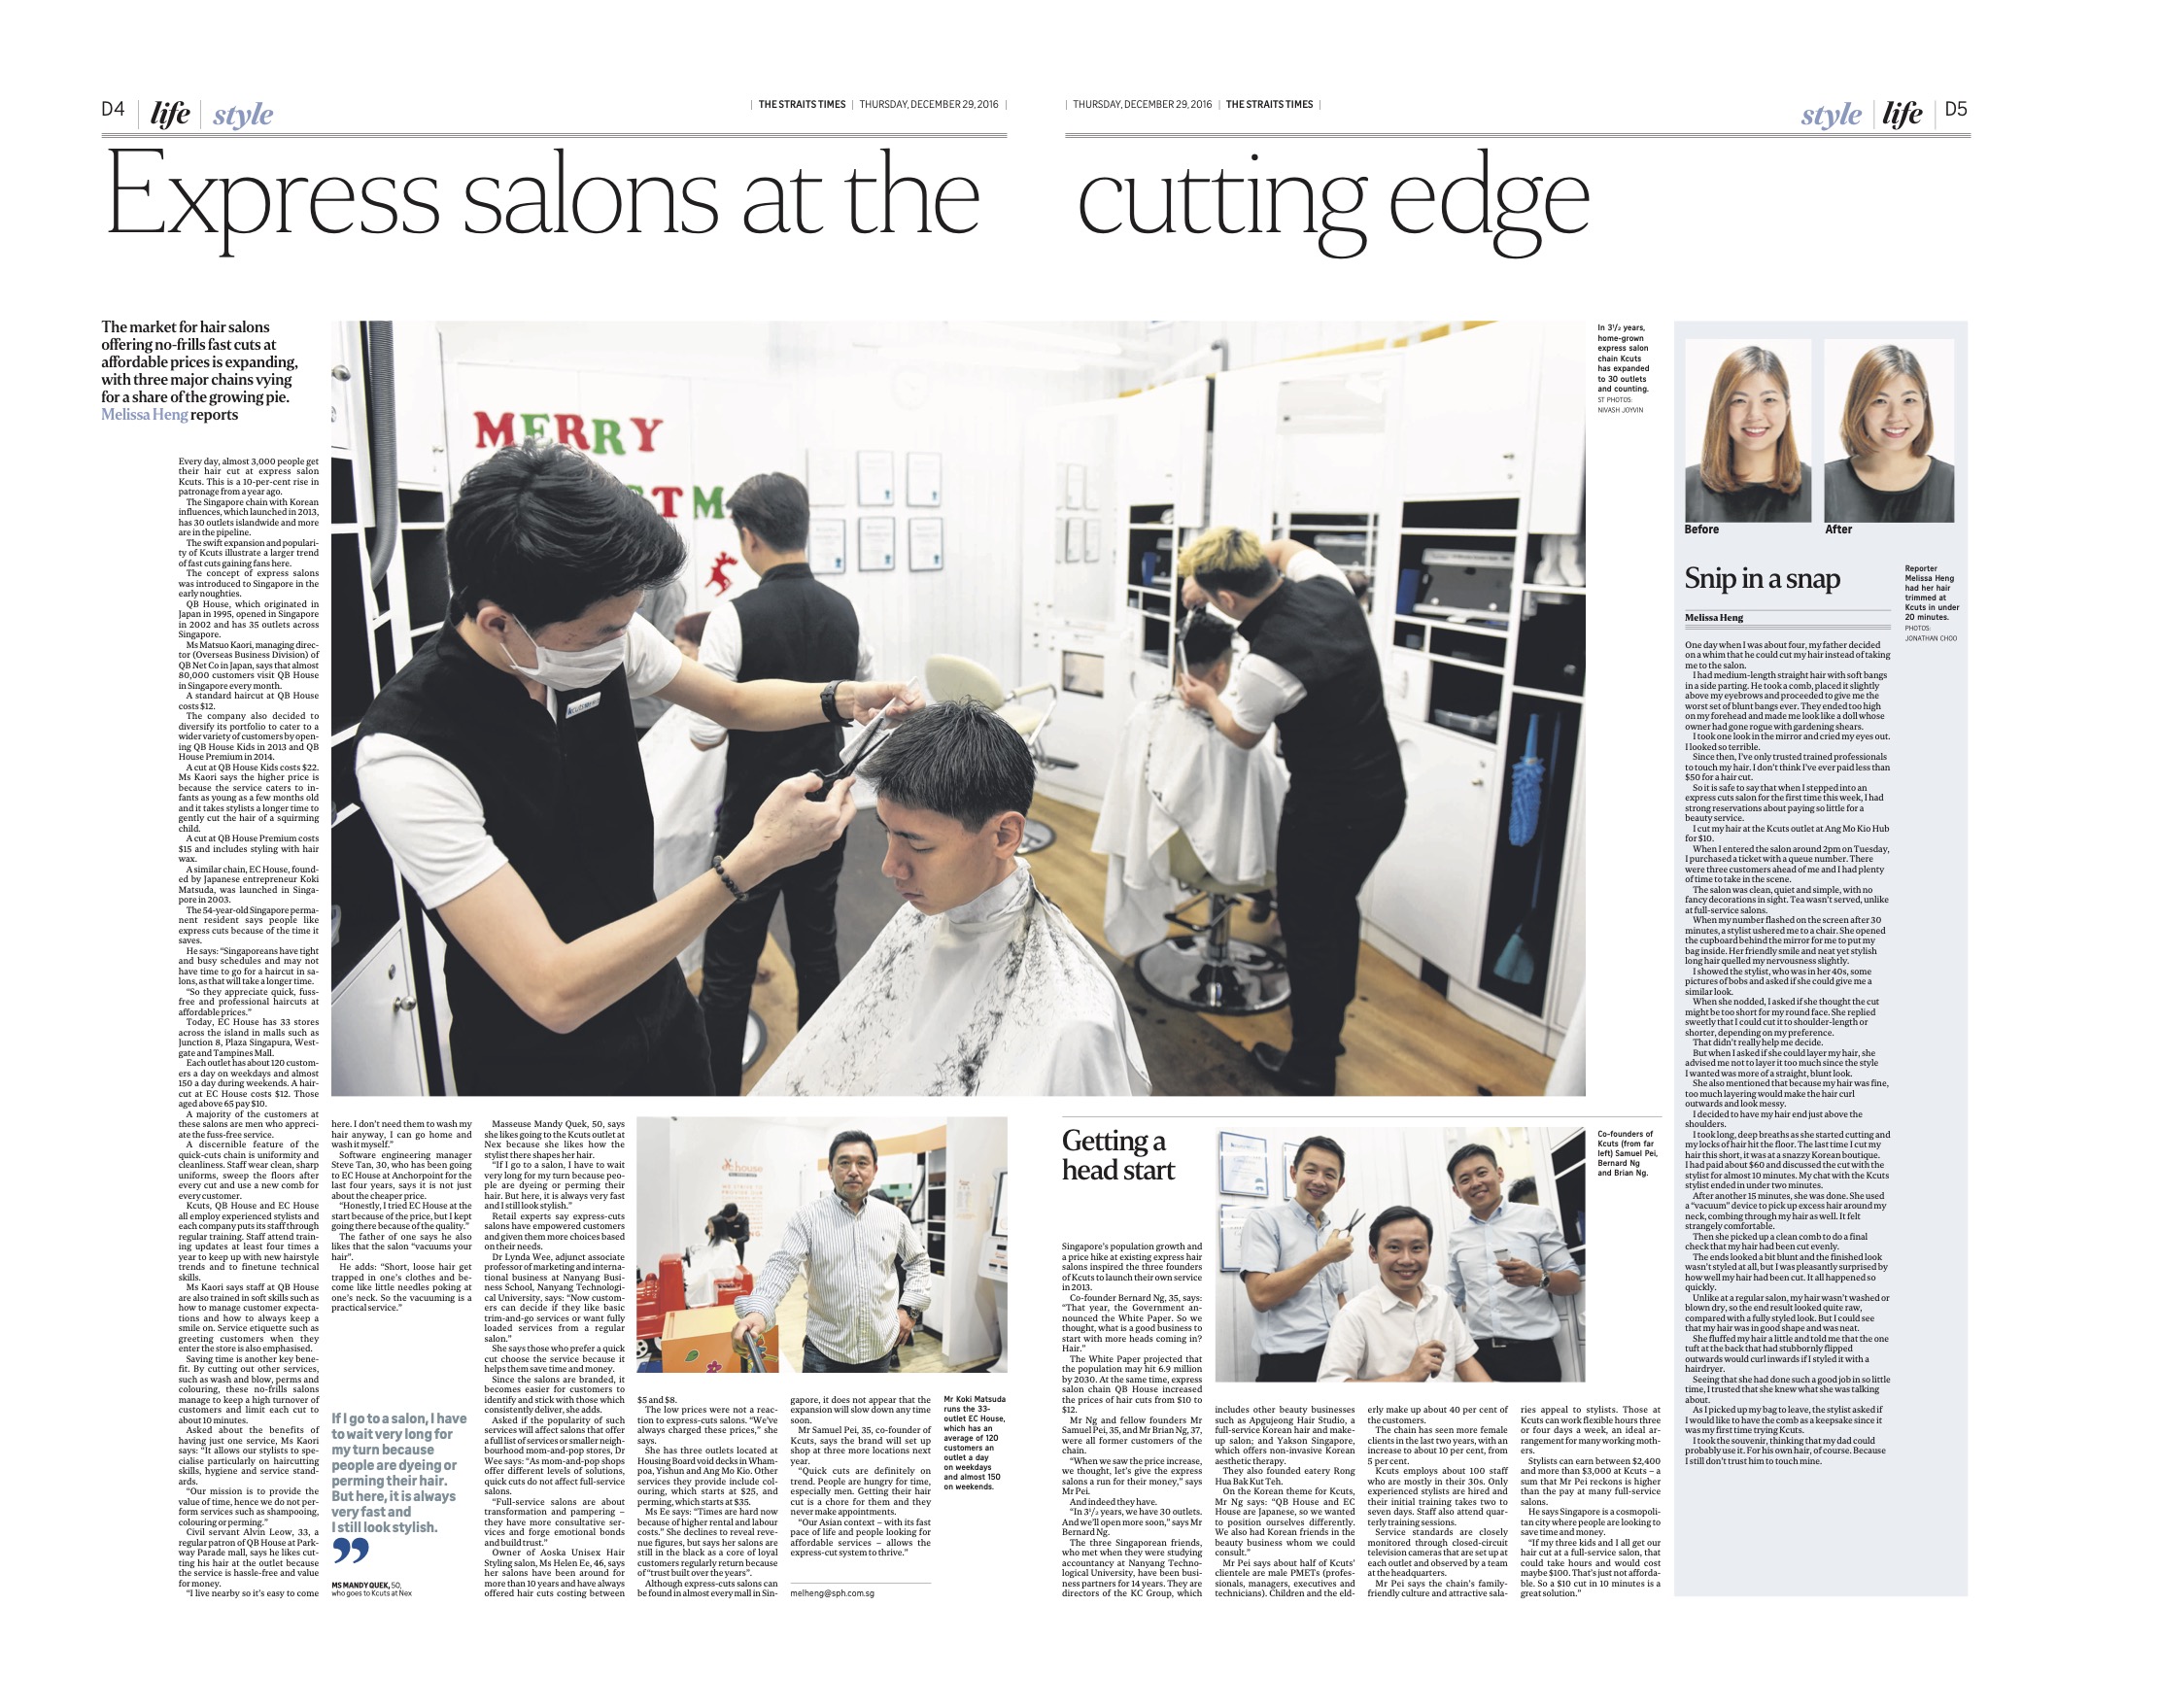 D4 | life | style
| THE STRAITS TIMES | THURSDAY, DECEMBER 29, 2016 |
| THURSDAY, DECEMBER 29, 2016 | THE STRAITS TIMES |
style | life | D5
Express salons at the cutting edge
The market for hair salons
offering no-frills fast cuts at
affordable prices is expanding,
with three major chains vying
for a share of the growing pie.
Melissa Heng reports
Every day, almost 3,000 people get
their hair cut at express salon
Kcuts. This is a 10-per-cent rise in
patronage from a year ago.
The Singapore chain with Korean
influences, which launched in 2013,
has 30 outlets islandwide and more
are in the pipeline.
The swift expansion and populari-
ty of Kcuts illustrate a larger trend
of fast cuts gaining fans here.
The concept of express salons
was introduced to Singapore in the
early noughties.
QB House, which originated in
Japan in 1995, opened in Singapore
in 2002 and has 35 outlets across
Singapore.
Ms Matsuo Kaori, managing direc-
tor (Overseas Business Division) of
QB Net Co in Japan, says that almost
80,000 customers visit QB House
in Singapore every month.
A standard haircut at QB House
costs $12.
The company also decided to
diversify its portfolio to cater to a
wider variety of customers by open-
ing QB House Kids in 2013 and QB
House Premium in 2014.
A cut at QB House Kids costs $22.
Ms Kaori says the higher price is
because the service caters to in-
fants as young as a few months old
and it takes stylists a longer time to
gently cut the hair of a squirming
child.
A cut at QB House Premium costs
$15 and includes styling with hair
wax.
A similar chain, EC House, found-
ed by Japanese entrepreneur Koki
Matsuda, was launched in Singa-
pore in 2003.
The 54-year-old Singapore perma-
nent resident says people like
express cuts because of the time it
saves.
He says: “Singaporeans have tight
and busy schedules and may not
have time to go for a haircut in sa-
lons, as that will take a longer time.
“So they appreciate quick, fuss-
free and professional haircuts at
affordable prices.”
Today, EC House has 33 stores
across the island in malls such as
Junction 8, Plaza Singapura, West-
gate and Tampines Mall.
Each outlet has about 120 custom-
ers a day on weekdays and almost
150 a day during weekends. A hair-
cut at EC House costs $12. Those
aged above 65 pay $10.
A majority of the customers at
these salons are men who appreci-
ate the fuss-free service.
A discernible feature of the
quick-cuts chain is uniformity and
cleanliness. Staff wear clean, sharp
uniforms, sweep the floors after
every cut and use a new comb for
every customer.
Kcuts, QB House and EC House
all employ experienced stylists and
each company puts its staff through
regular training. Staff attend train-
ing updates at least four times a
year to keep up with new hairstyle
trends and to finetune technical
skills.
Ms Kaori says staff at QB House
are also trained in soft skills such as
how to manage customer expecta-
tions and how to always keep a
smile on. Service etiquette such as
greeting customers when they
enter the store is also emphasised.
Saving time is another key bene-
fit. By cutting out other services,
such as wash and blow, perms and
colouring, these no-frills salons
manage to keep a high turnover of
customers and limit each cut to
about 10 minutes.
Asked about the benefits of
having just one service, Ms Kaori
says: “It allows our stylists to spe-
cialise particularly on haircutting
skills, hygiene and service stand-
ards.
“Our mission is to provide the
value of time, hence we do not per-
form services such as shampooing,
colouring or perming.”
Civil servant Alvin Leow, 33, a
regular patron of QB House at Park-
way Parade mall, says he likes cut-
ting his hair at the outlet because
the service is hassle-free and value
for money.
“I live nearby so it’s easy to come
here. I don’t need them to wash my
hair anyway, I can go home and
wash it myself.”
Software engineering manager
Steve Tan, 30, who has been going
to EC House at Anchorpoint for the
last four years, says it is not just
about the cheaper price.
“Honestly, I tried EC House at the
start because of the price, but I kept
going there because of the quality.”
The father of one says he also
likes that the salon “vacuums your
hair”.
He adds: “Short, loose hair get
trapped in one’s clothes and be-
come like little needles poking at
one’s neck. So the vacuuming is a
practical service.”
If I go to a salon, I have
to wait very long for
my turn because
people are dyeing or
perming their hair.
But here, it is always
very fast and
I still look stylish.
”
MS MANDY QUEK, 50,
who goes to Kcuts at Nex
Masseuse Mandy Quek, 50, says
she likes going to the Kcuts outlet at
Nex because she likes how the
stylist there shapes her hair.
“If I go to a salon, I have to wait
very long for my turn because peo-
ple are dyeing or perming their
hair. But here, it is always very fast
and I still look stylish.”
Retail experts say express-cuts
salons have empowered customers
and given them more choices based
on their needs.
Dr Lynda Wee, adjunct associate
professor of marketing and interna-
tional business at Nanyang Busi-
ness School, Nanyang Technologi-
cal University, says: “Now custom-
ers can decide if they like basic
trim-and-go services or want fully
loaded services from a regular
salon.”
She says those who prefer a quick
cut choose the service because it
helps them save time and money.
Since the salons are branded, it
becomes easier for customers to
identify and stick with those which
consistently deliver, she adds.
Asked if the popularity of such
services will affect salons that offer
a full list of services or smaller neigh-
bourhood mom-and-pop stores, Dr
Wee says: “As mom-and-pop shops
offer different levels of solutions,
quick cuts do not affect full-service
salons.
“Full-service salons are about
transformation and pampering –
they have more consultative ser-
vices and forge emotional bonds
and build trust.”
Owner of Aoska Unisex Hair
Styling salon, Ms Helen Ee, 46, says
her salons have been around for
more than 10 years and have always
offered hair cuts costing between
$5 and $8.
The low prices were not a reac-
tion to express-cuts salons. “We’ve
always charged these prices,” she
says.
She has three outlets located at
Housing Board void decks in Wham-
poa, Yishun and Ang Mo Kio. Other
services they provide include col-
ouring, which starts at $25, and
perming, which starts at $35.
Ms Ee says: “Times are hard now
because of higher rental and labour
costs.” She declines to reveal reve-
nue figures, but says her salons are
still in the black as a core of loyal
customers regularly return because
of “trust built over the years”.
Although express-cuts salons can
be found in almost every mall in Sin-
gapore, it does not appear that the
expansion will slow down any time
soon.
Mr Samuel Pei, 35, co-founder of
Kcuts, says the brand will set up
shop at three more locations next
year.
“Quick cuts are definitely on
trend. People are hungry for time,
especially men. Getting their hair
cut is a chore for them and they
never make appointments.
“Our Asian context – with its fast
pace of life and people looking for
affordable services – allows the
express-cut system to thrive.”
melheng@sph.com.sg
Mr Koki Matsuda
runs the 33-
outlet EC House,
which has an
average of 120
customers an
outlet a day
on weekdays
and almost 150
on weekends.
MERRY
TM
kcuts
ec house
In 3½ years,
home-grown
express salon
chain Kcuts
has expanded
to 30 outlets
and counting.
ST PHOTOS:
NIVASH JOYVIN
Getting a
head start
Singapore’s population growth and
a price hike at existing express hair
salons inspired the three founders
of Kcuts to launch their own service
in 2013.
Co-founder Bernard Ng, 35, says:
“That year, the Government an-
nounced the White Paper. So we
thought, what is a good business to
start with more heads coming in?
Hair.”
The White Paper projected that
the population may hit 6.9 million
by 2030. At the same time, express
salon chain QB House increased
the prices of hair cuts from $10 to
$12.
Mr Ng and fellow founders Mr
Samuel Pei, 35, and Mr Brian Ng, 37,
were all former customers of the
chain.
“When we saw the price increase,
we thought, let’s give the express
salons a run for their money,” says
Mr Pei.
And indeed they have.
“In 3½ years, we have 30 outlets.
And we’ll open more soon,” says Mr
Bernard Ng.
The three Singaporean friends,
who met when they were studying
accountancy at Nanyang Techno-
logical University, have been busi-
ness partners for 14 years. They are
directors of the KC Group, which
includes other beauty businesses
such as Apgujeong Hair Studio, a
full-service Korean hair and make-
up salon; and Yakson Singapore,
which offers non-invasive Korean
aesthetic therapy.
They also founded eatery Rong
Hua Bak Kut Teh.
On the Korean theme for Kcuts,
Mr Ng says: “QB House and EC
House are Japanese, so we wanted
to position ourselves differently.
We also had Korean friends in the
beauty business whom we could
consult.”
Mr Pei says about half of Kcuts’
clientele are male PMETs (profes-
sionals, managers, executives and
technicians). Children and the eld-
erly make up about 40 per cent of
the customers.
The chain has seen more female
clients in the last two years, with an
increase to about 10 per cent, from
5 per cent.
Kcuts employs about 100 staff
who are mostly in their 30s. Only
experienced stylists are hired and
their initial training takes two to
seven days. Staff also attend quar-
terly training sessions.
Service standards are closely
monitored through closed-circuit
television cameras that are set up at
each outlet and observed by a team
at the headquarters.
Mr Pei says the chain’s family-
friendly culture and attractive sala-
ries appeal to stylists. Those at
Kcuts can work flexible hours three
or four days a week, an ideal ar-
rangement for many working moth-
ers.
Stylists can earn between $2,400
and more than $3,000 at Kcuts – a
sum that Mr Pei reckons is higher
than the pay at many full-service
salons.
He says Singapore is a cosmopoli-
tan city where people are looking to
save time and money.
“If my three kids and I all get our
hair cut at a full-service salon, that
could take hours and would cost
maybe $100. That’s just not afforda-
ble. So a $10 cut in 10 minutes is a
great solution.”
Co-founders of
Kcuts (from far
left) Samuel Pei,
Bernard Ng
and Brian Ng.
Before
After
Snip in a snap
Melissa Heng
Reporter
Melissa Heng
had her hair
trimmed at
Kcuts in under
20 minutes.
PHOTOS:
JONATHAN CHOO
One day when I was about four, my father decided
on a whim that he could cut my hair instead of taking
me to the salon.
I had medium-length straight hair with soft bangs
in a side parting. He took a comb, placed it slightly
above my eyebrows and proceeded to give me the
worst set of blunt bangs ever. They ended too high
on my forehead and made me look like a doll whose
owner had gone rogue with gardening shears.
I took one look in the mirror and cried my eyes out.
I looked so terrible.
Since then, I’ve only trusted trained professionals
to touch my hair. I don’t think I’ve ever paid less than
$50 for a hair cut.
So it is safe to say that when I stepped into an
express cuts salon for the first time this week, I had
strong reservations about paying so little for a
beauty service.
I cut my hair at the Kcuts outlet at Ang Mo Kio Hub
for $10.
When I entered the salon around 2pm on Tuesday,
I purchased a ticket with a queue number. There
were three customers ahead of me and I had plenty
of time to take in the scene.
The salon was clean, quiet and simple, with no
fancy decorations in sight. Tea wasn’t served, unlike
at full-service salons.
When my number flashed on the screen after 30
minutes, a stylist ushered me to a chair. She opened
the cupboard behind the mirror for me to put my
bag inside. Her friendly smile and neat yet stylish
long hair quelled my nervousness slightly.
I showed the stylist, who was in her 40s, some
pictures of bobs and asked if she could give me a
similar look.
When she nodded, I asked if she thought the cut
might be too short for my round face. She replied
sweetly that I could cut it to shoulder-length or
shorter, depending on my preference.
That didn’t really help me decide.
But when I asked if she could layer my hair, she
advised me not to layer it too much since the style
I wanted was more of a straight, blunt look.
She also mentioned that because my hair was fine,
too much layering would make the hair curl
outwards and look messy.
I decided to have my hair end just above the
shoulders.
I took long, deep breaths as she started cutting and
my locks of hair hit the floor. The last time I cut my
hair this short, it was at a snazzy Korean boutique.
I had paid about $60 and discussed the cut with the
stylist for almost 10 minutes. My chat with the Kcuts
stylist ended in under two minutes.
After another 15 minutes, she was done. She used
a “vacuum” device to pick up excess hair around my
neck, combing through my hair as well. It felt
strangely comfortable.
Then she picked up a clean comb to do a final
check that my hair had been cut evenly.
The ends looked a bit blunt and the finished look
wasn’t styled at all, but I was pleasantly surprised by
how well my hair had been cut. It all happened so
quickly.
Unlike at a regular salon, my hair wasn’t washed or
blown dry, so the end result looked quite raw,
compared with a fully styled look. But I could see
that my hair was in good shape and was neat.
She fluffed my hair a little and told me that the one
tuft at the back that had stubbornly flipped
outwards would curl inwards if I styled it with a
hairdryer.
Seeing that she had done such a good job in so little
time, I trusted that she knew what she was talking
about.
As I picked up my bag to leave, the stylist asked if
I would like to have the comb as a keepsake since it
was my first time trying Kcuts.
I took the souvenir, thinking that my dad could
probably use it. For his own hair, of course. Because
I still don’t trust him to touch mine.